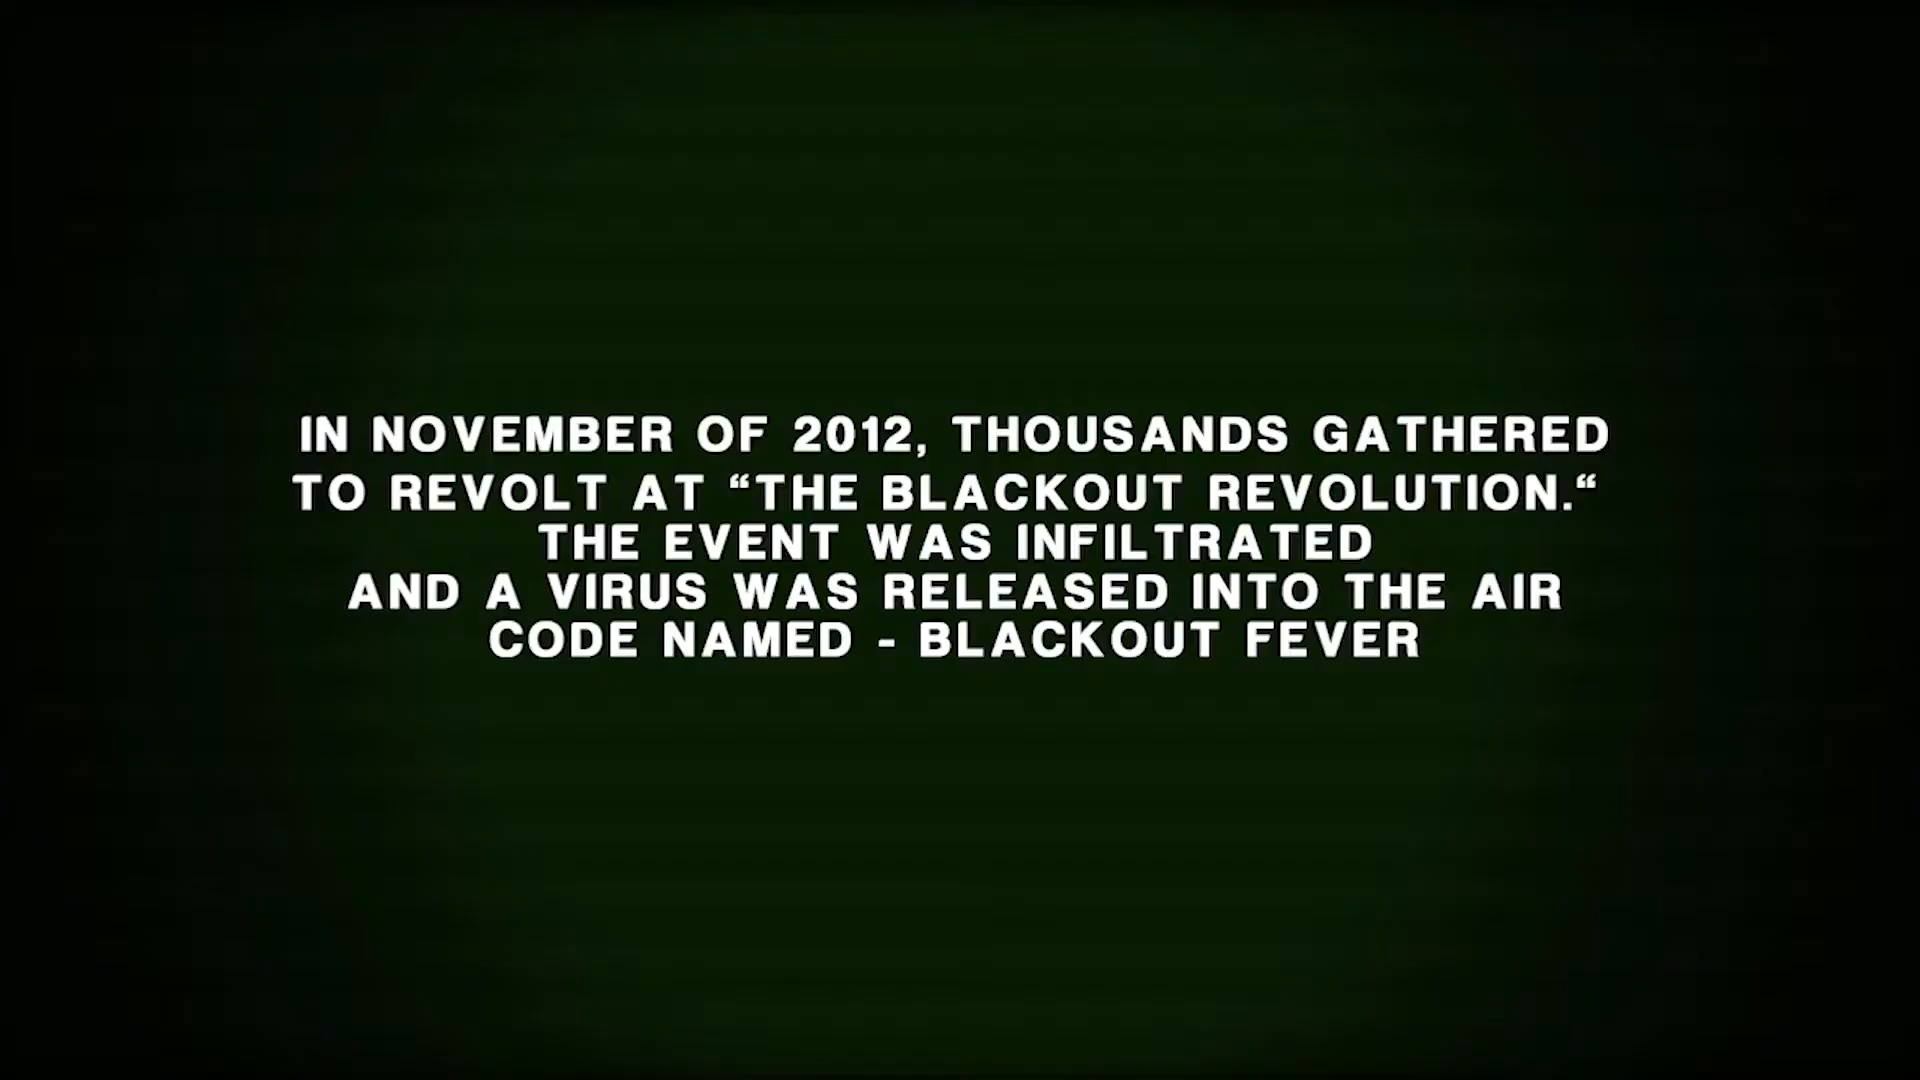 IN NOVEMBER OF 2012, THOUSANDS GATHERED
TO REVOLT AT “THE BLACKOUT REVOLUTION.“
THE EVENT WAS INFILTRATED
AND A VIRUS WAS RELEASED INTO THE AIR
CODE NAMED - BLACKOUT FEVER